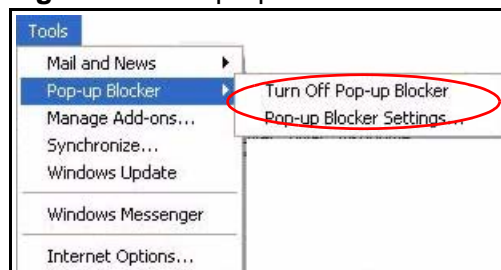 Tools
Mail and News
Pop-up Blocker
Turn Off Pop-up Blocker
Pop-up Blocker Settings...
Manage Add-ons...
Synchronize...
Windows Update
Windows Messenger
Internet Options...